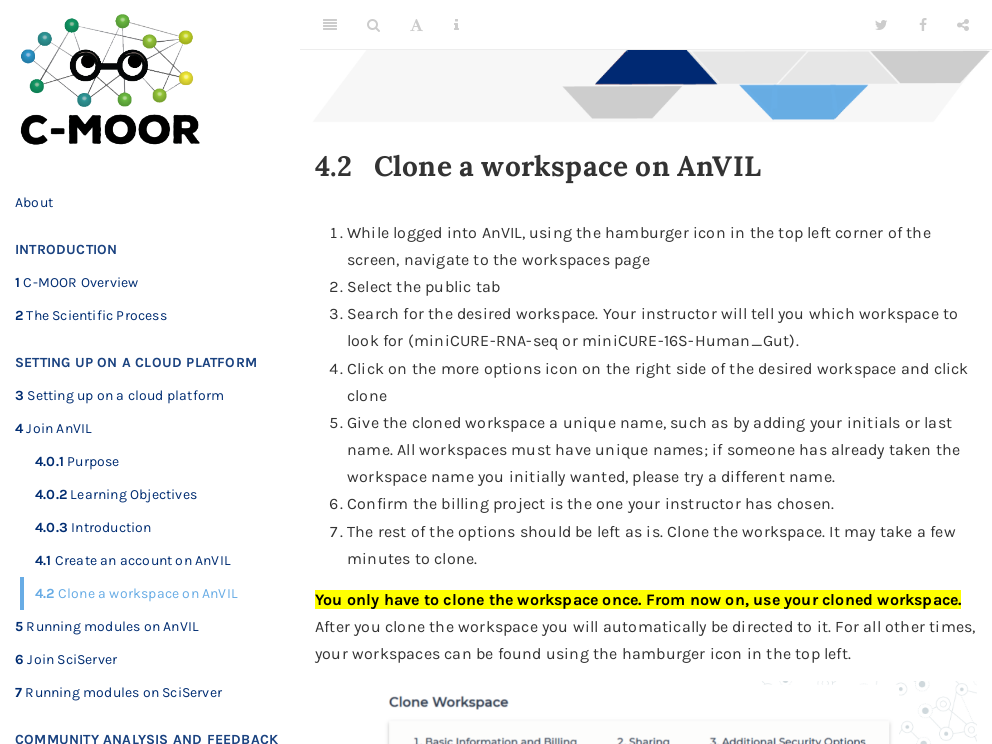 C-MOOR
About
INTRODUCTION
1 C-MOOR Overview
2 The Scientific Process
SETTING UP ON A CLOUD PLATFORM
3 Setting up on a cloud platform
4 Join AnVIL
4.0.1 Purpose
4.0.2 Learning Objectives
4.0.3 Introduction
4.1 Create an account on AnVIL
4.2 Clone a workspace on AnVIL
5 Running modules on AnVIL
6 Join SciServer
7 Running modules on SciServer
COMMUNITY ANALYSIS AND FEEDBACK
4.2 Clone a workspace on AnVIL
1. While logged into AnVIL, using the hamburger icon in the top left corner of the
screen, navigate to the workspaces page
2. Select the public tab
3. Search for the desired workspace. Your instructor will tell you which workspace to
look for (miniCURE-RNA-seq or miniCURE-16S-Human_Gut).
4. Click on the more options icon on the right side of the desired workspace and click
clone
5. Give the cloned workspace a unique name, such as by adding your initials or last
name. All workspaces must have unique names; if someone has already taken the
workspace name you initially wanted, please try a different name.
6. Confirm the billing project is the one your instructor has chosen.
7. The rest of the options should be left as is. Clone the workspace. It may take a few
minutes to clone.
You only have to clone the workspace once. From now on, use your cloned workspace.
After you clone the workspace you will automatically be directed to it. For all other times,
your workspaces can be found using the hamburger icon in the top left.
Clone Workspace
1. Basic Information and Billing 2. Sharing 3. Additional Security Options